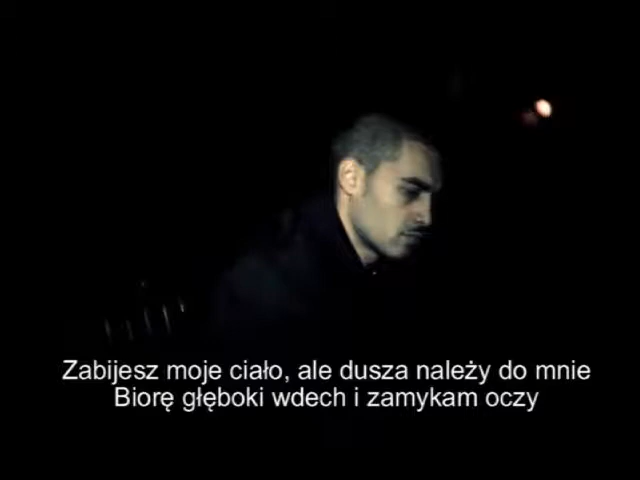 Zabijesz moje ciało, ale dusza należy do mnie
Biorę głęboki wdech i zamykam oczy